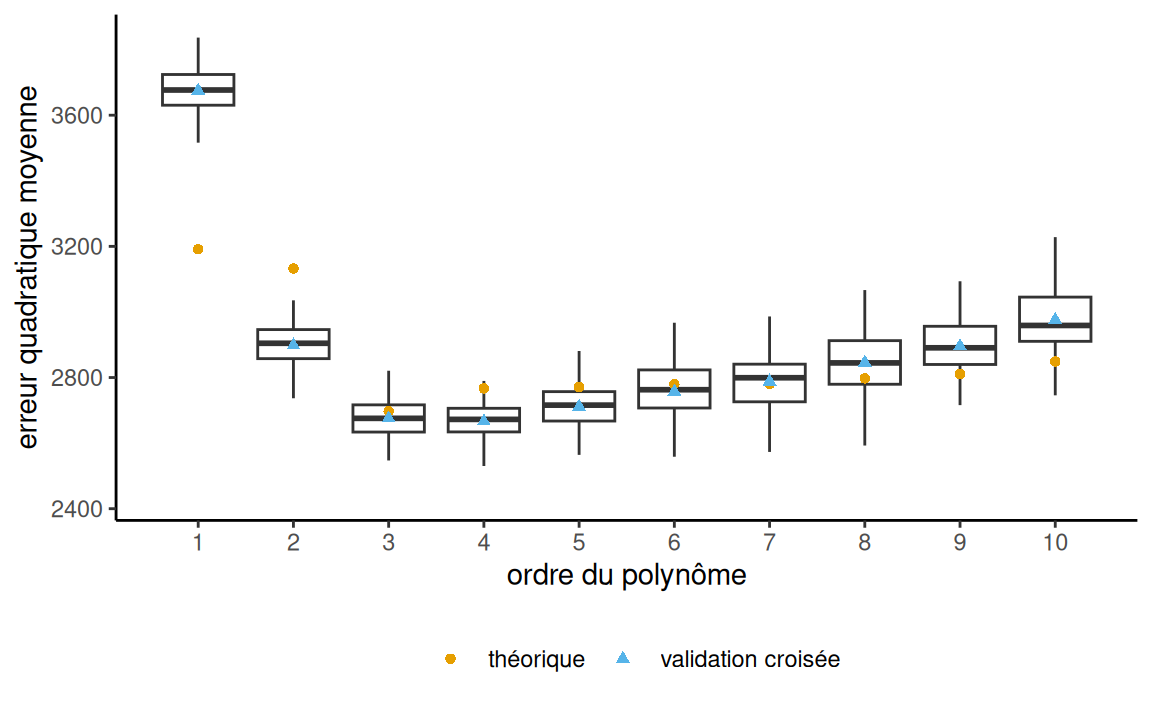 erreur quadratique moyenne
3600
3200
2800
2400
1 2 3 4 5 6 7 8 9 10
ordre du polynôme
théorique validation croisée